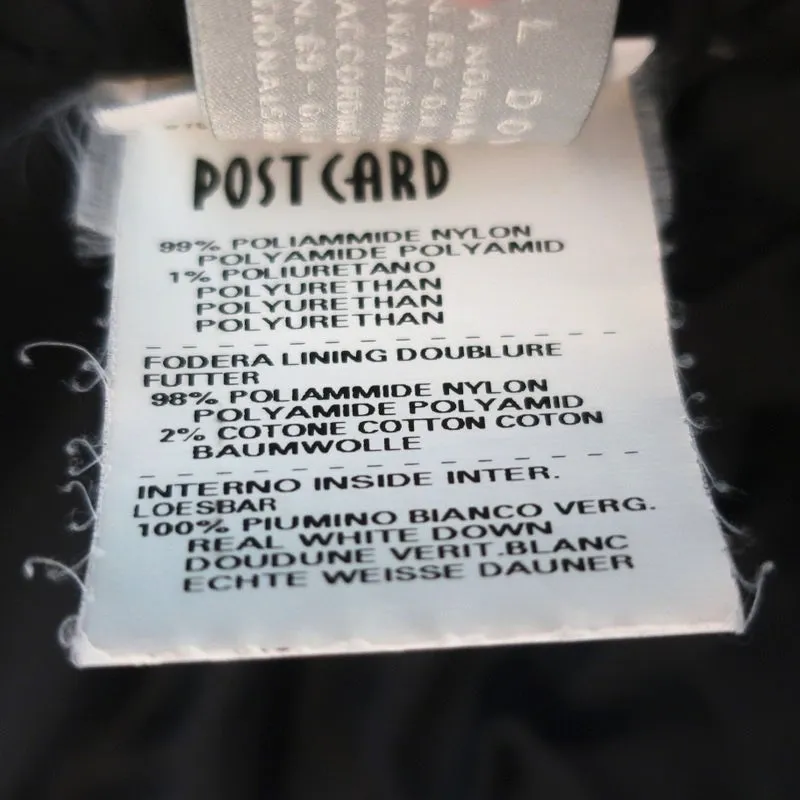 POSTCARD
99% POLIAMMIDE NYLON
POLYAMIDE POLYAMID
1% POLIURETANO
POLYURETHAN
POLYURETHAN
POLYURETHAN
FODERA LINING DOUBLURE
FUTTER
98% POLIAMMIDE NYLON
POLYAMIDE POLYAMID
2% COTONE COTTON COTON
BAUMWOLLE
INTERNO INSIDE INTER.
LOESBAR
100% PIUMINO BIANCO VERG.
REAL WHITE DOWN
DOUDUNE VERIT.BLANC
ECHTE WEISSE DAUNER